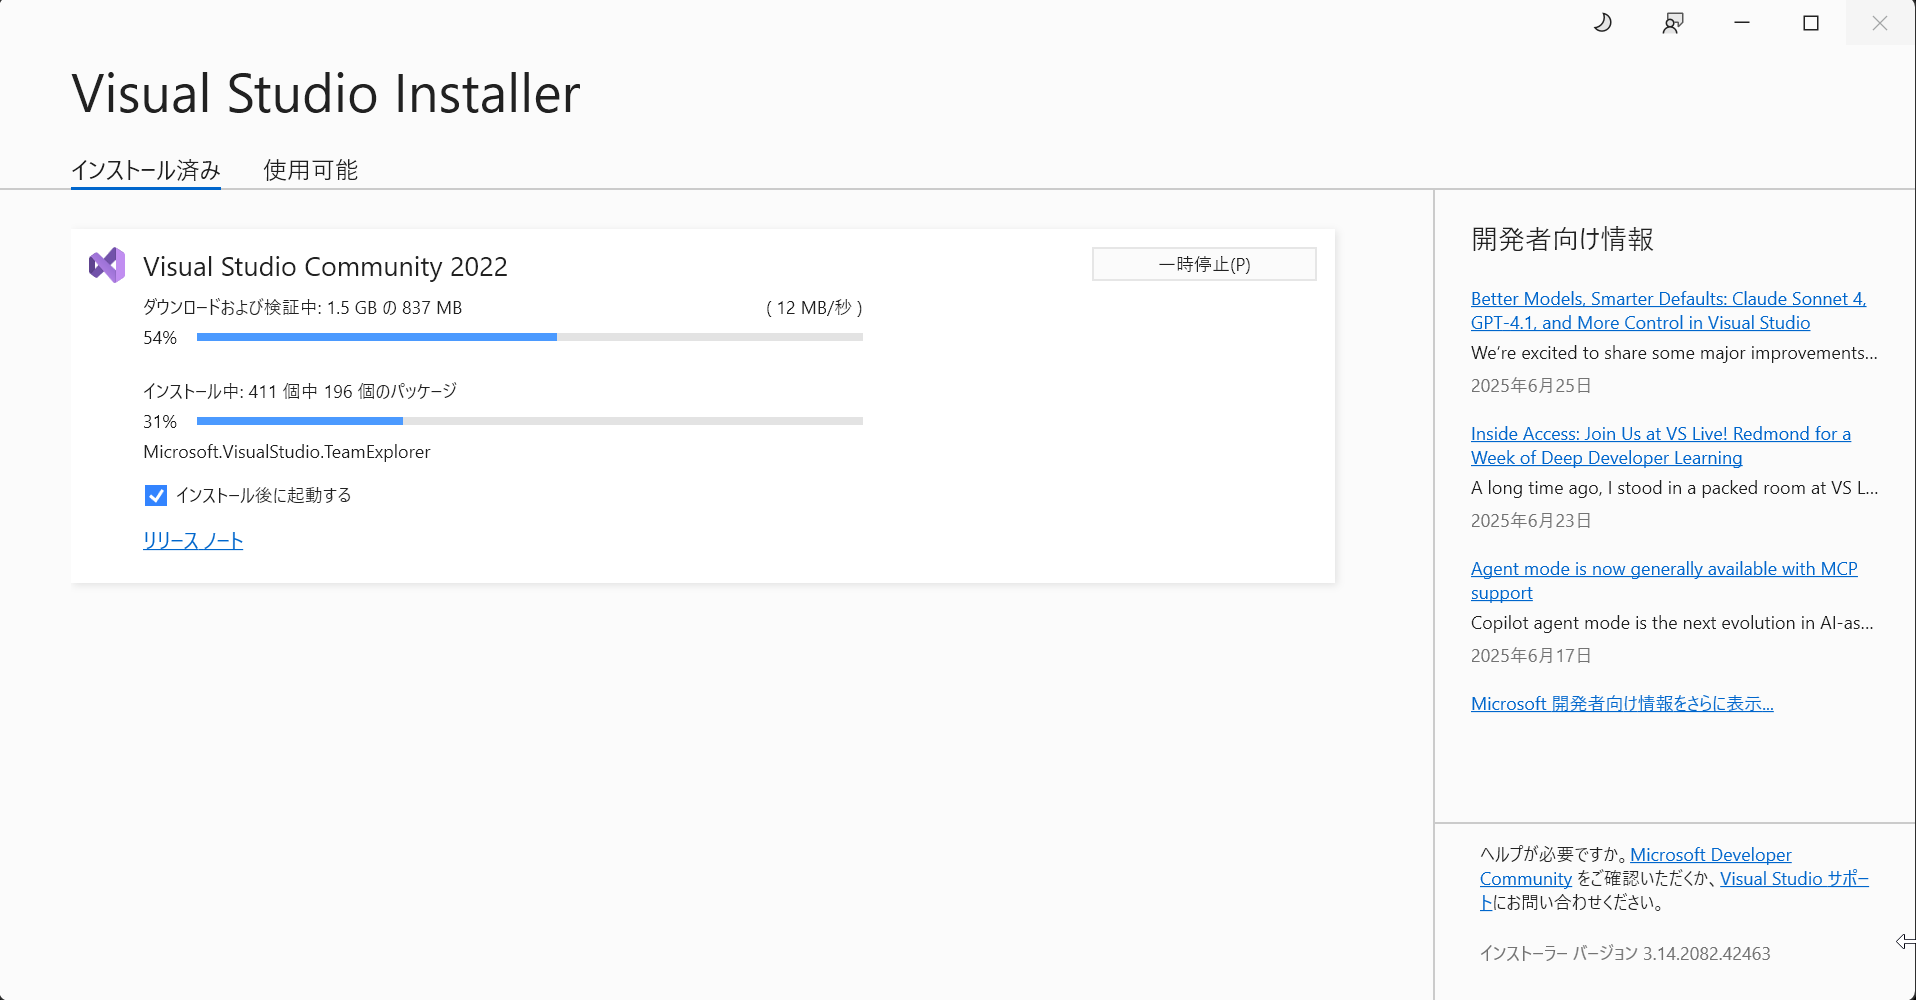 Visual Studio Installer
インストール済み 使用可能
Visual Studio Community 2022
一時停止(P)
ダウンロードおよび検証中: 1.5 GB の 837 MB
( 12 MB/秒 )
54%
インストール中: 411 個中 196 個のパッケージ
31%
Microsoft.VisualStudio.TeamExplorer
インストール後に起動する
リリース ノート
開発者向け情報
Better Models, Smarter Defaults: Claude Sonnet 4,
GPT-4.1, and More Control in Visual Studio
We’re excited to share some major improvements...
2025年6月25日
Inside Access: Join Us at VS Live! Redmond for a
Week of Deep Developer Learning
A long time ago, I stood in a packed room at VS L...
2025年6月23日
Agent mode is now generally available with MCP
support
Copilot agent mode is the next evolution in AI-as...
2025年6月17日
Microsoft 開発者向け情報をさらに表示...
ヘルプが必要ですか。Microsoft Developer
Community をご確認いただくか、Visual Studio サポー
トにお問い合わせください。
インストーラー バージョン 3.14.2082.42463